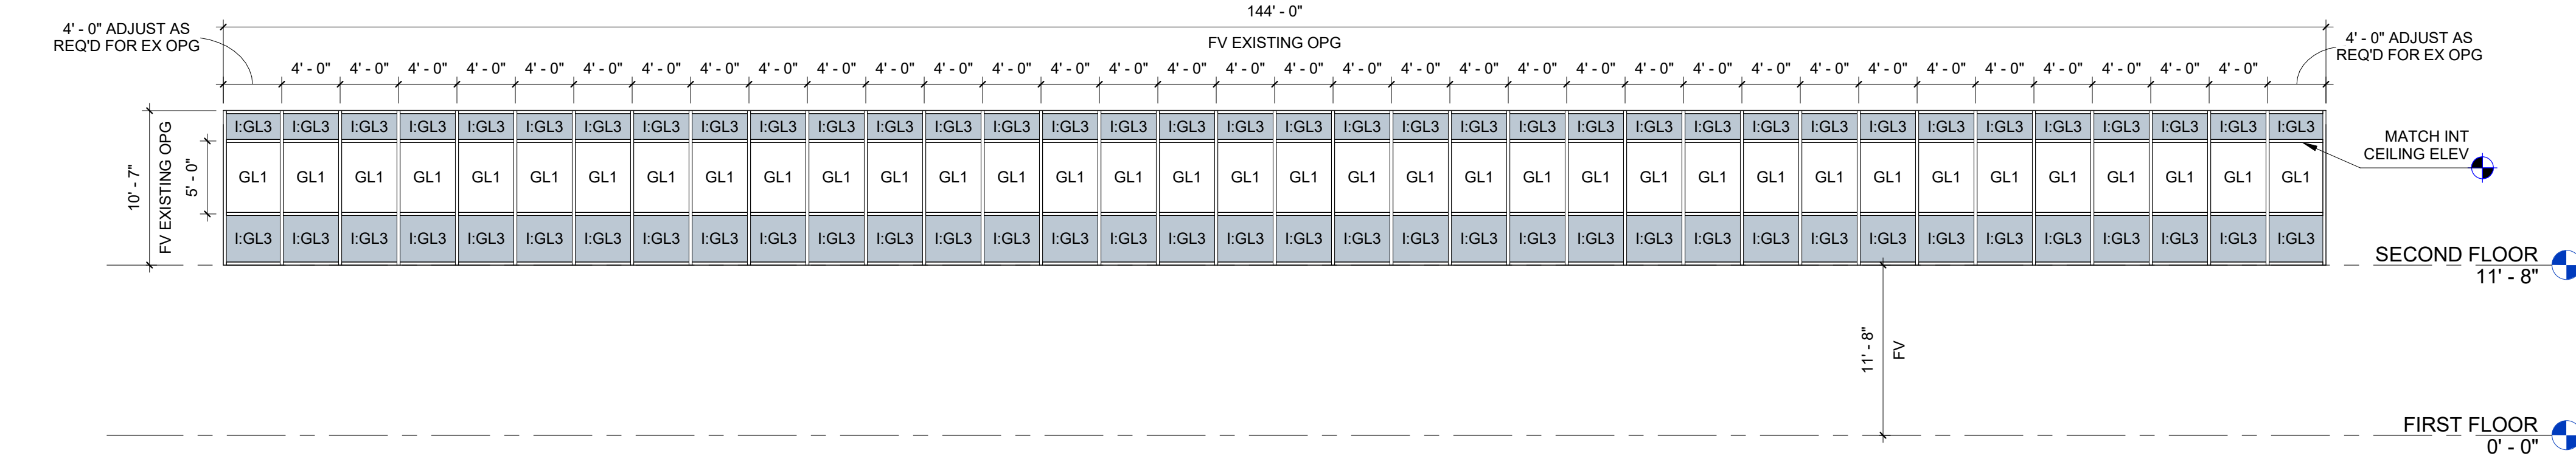 144' - 0"
4' - 0" ADJUST AS
REQ'D FOR EX OPG
FV EXISTING OPG
4' - 0" ADJUST AS
REQ'D FOR EX OPG
4' - 0" 4' - 0" 4' - 0" 4' - 0" 4' - 0" 4' - 0" 4' - 0" 4' - 0" 4' - 0" 4' - 0" 4' - 0" 4' - 0" 4' - 0" 4' - 0" 4' - 0" 4' - 0" 4' - 0" 4' - 0" 4' - 0" 4' - 0" 4' - 0" 4' - 0" 4' - 0" 4' - 0" 4' - 0" 4' - 0" 4' - 0" 4' - 0" 4' - 0" 4' - 0" 4' - 0" 4' - 0" 4' - 0" 4' - 0"
10' - 7"
FV EXISTING OPG
5' - 0"
I:GL3 I:GL3 I:GL3 I:GL3 I:GL3 I:GL3 I:GL3 I:GL3 I:GL3 I:GL3 I:GL3 I:GL3 I:GL3 I:GL3 I:GL3 I:GL3 I:GL3 I:GL3 I:GL3 I:GL3 I:GL3 I:GL3 I:GL3 I:GL3 I:GL3 I:GL3 I:GL3 I:GL3 I:GL3 I:GL3 I:GL3 I:GL3 I:GL3 I:GL3 I:GL3 I:GL3
GL1 GL1 GL1 GL1 GL1 GL1 GL1 GL1 GL1 GL1 GL1 GL1 GL1 GL1 GL1 GL1 GL1 GL1 GL1 GL1 GL1 GL1 GL1 GL1 GL1 GL1 GL1 GL1 GL1 GL1 GL1 GL1 GL1 GL1 GL1 GL1
I:GL3 I:GL3 I:GL3 I:GL3 I:GL3 I:GL3 I:GL3 I:GL3 I:GL3 I:GL3 I:GL3 I:GL3 I:GL3 I:GL3 I:GL3 I:GL3 I:GL3 I:GL3 I:GL3 I:GL3 I:GL3 I:GL3 I:GL3 I:GL3 I:GL3 I:GL3 I:GL3 I:GL3 I:GL3 I:GL3 I:GL3 I:GL3 I:GL3 I:GL3 I:GL3 I:GL3
MATCH INT
CEILING ELEV
SECOND FLOOR
11' - 8"
11' - 8"
FV
FIRST FLOOR
0' - 0"